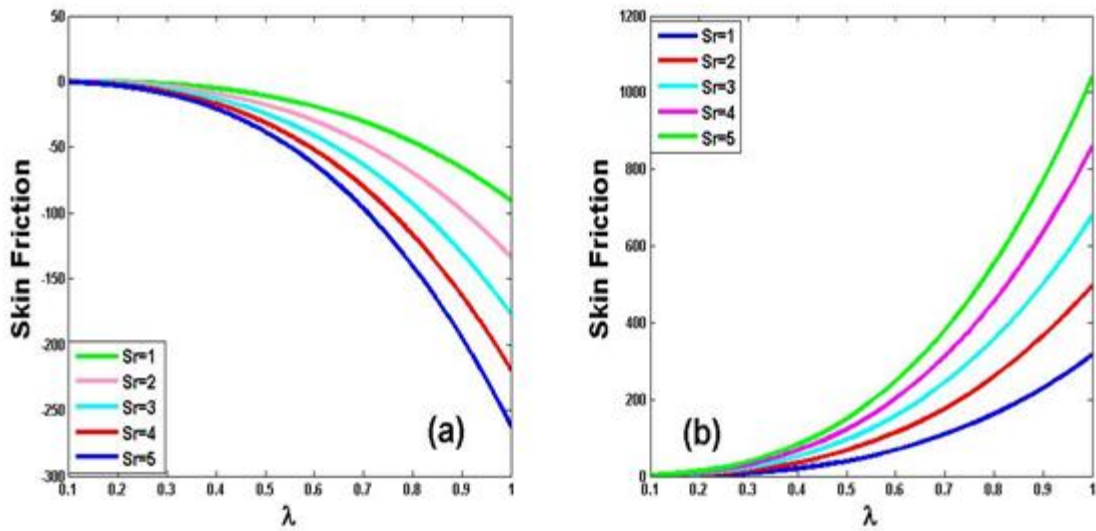 50
0
-50
-100
-150
-200
-250
-300
Skin Friction
Sr=1
Sr=2
Sr=3
Sr=4
Sr=5
(a)
0.1 0.2 0.3 0.4 0.5 0.6 0.7 0.8 0.9 1
λ
1200
1000
800
600
400
200
0
Skin Friction
Sr=1
Sr=2
Sr=3
Sr=4
Sr=5
(b)
0.1 0.2 0.3 0.4 0.5 0.6 0.7 0.8 0.9 1
λ